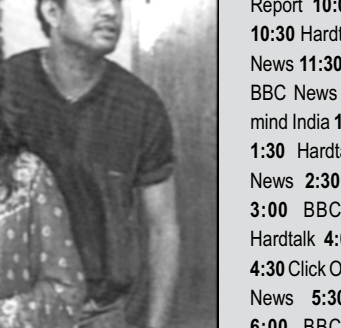 Report 10:0
10:30 Hardt
News 11:30
BBC News
mind India 1
1:30 Hardta
News 2:30
3:00 BBC
Hardtalk 4:0
4:30 Click O
News 5:30
6:00 BBC